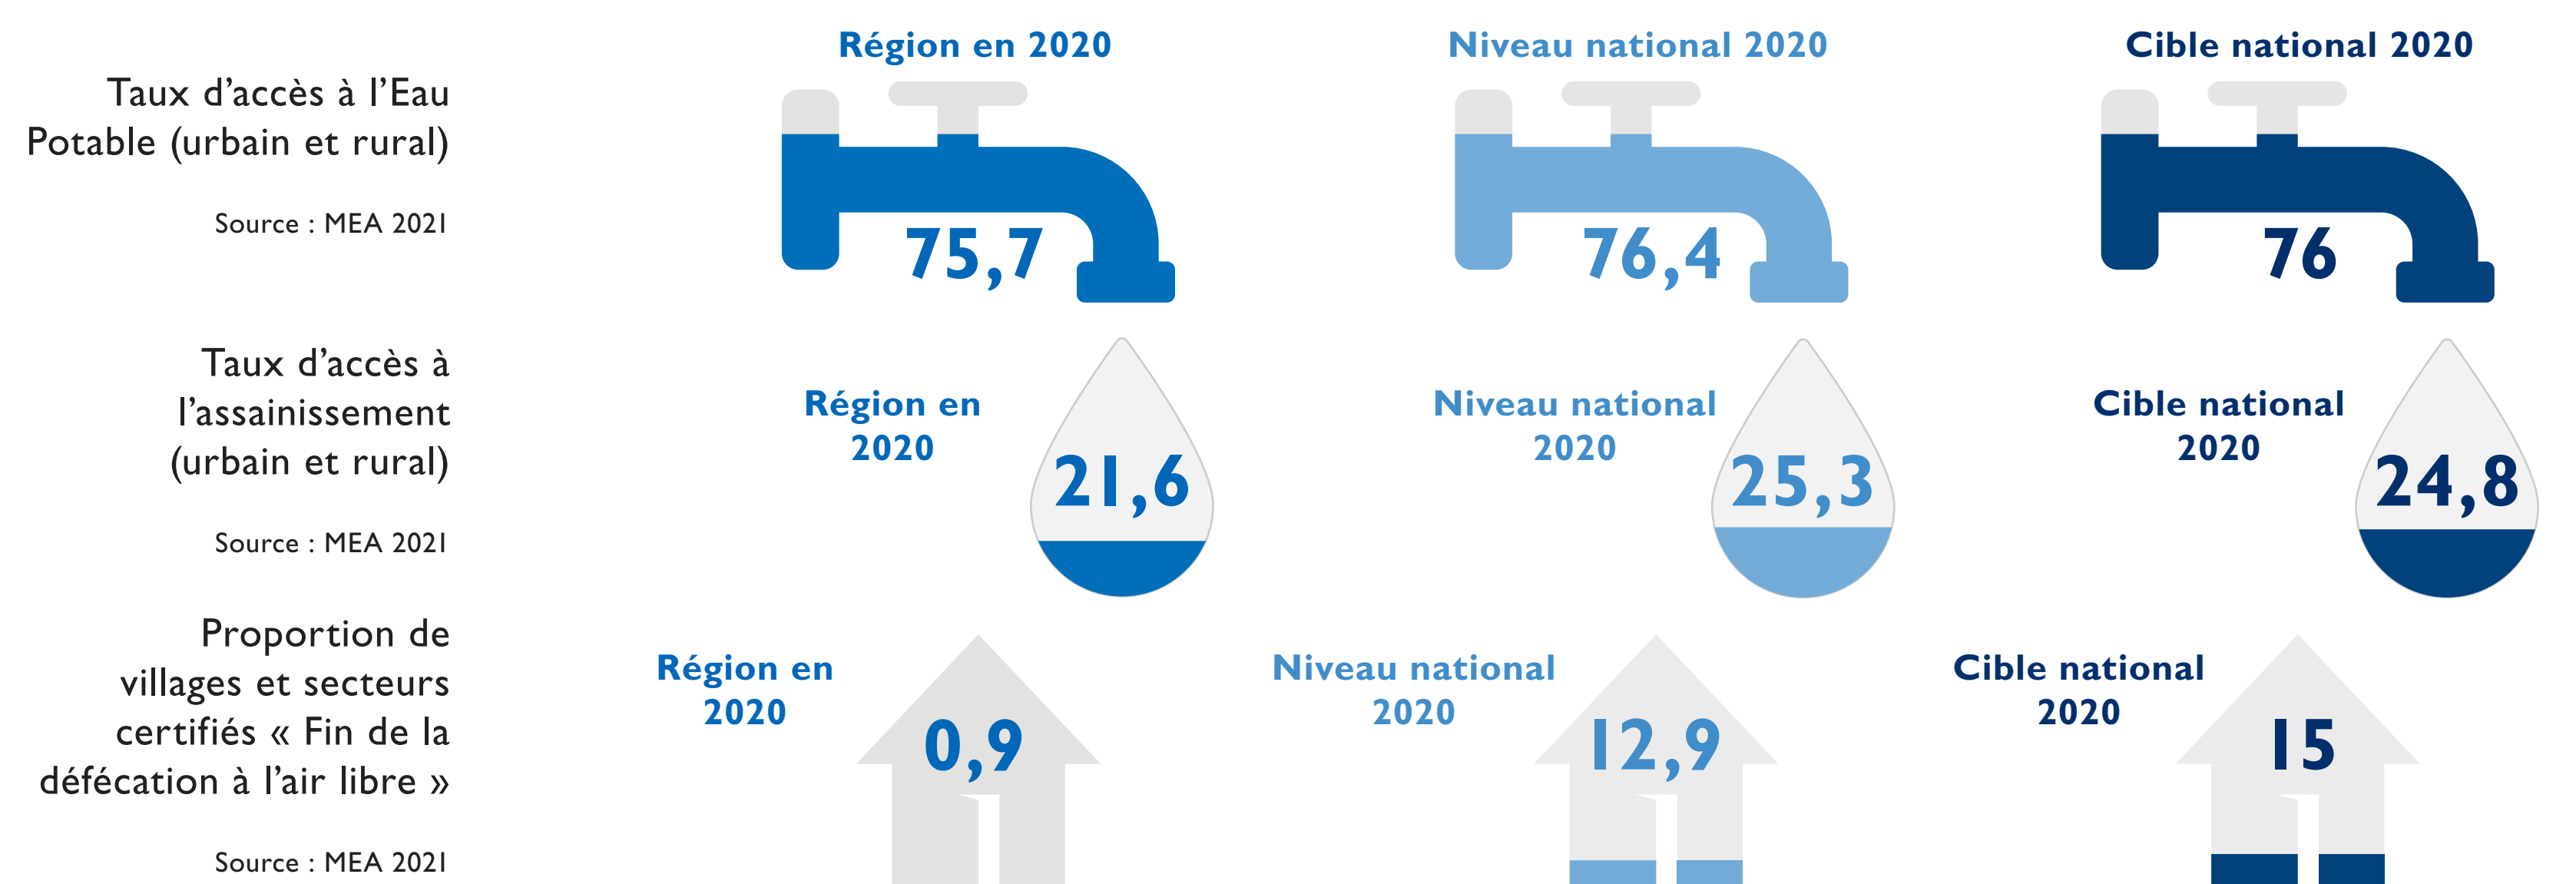 Taux d’accès à l’Eau
Potable (urbain et rural)
Source : MEA 2021
Région en 2020
75,7
Niveau national 2020
76,4
Cible national 2020
76
Taux d’accès à
l’assainissement
(urbain et rural)
Source : MEA 2021
Région en
2020
21,6
Niveau national
2020
25,3
Cible national
2020
24,8
Proportion de
villages et secteurs
certifiés « Fin de la
défécation à l’air libre »
Source : MEA 2021
Région en
2020
0,9
Niveau national
2020
12,9
Cible national
2020
15